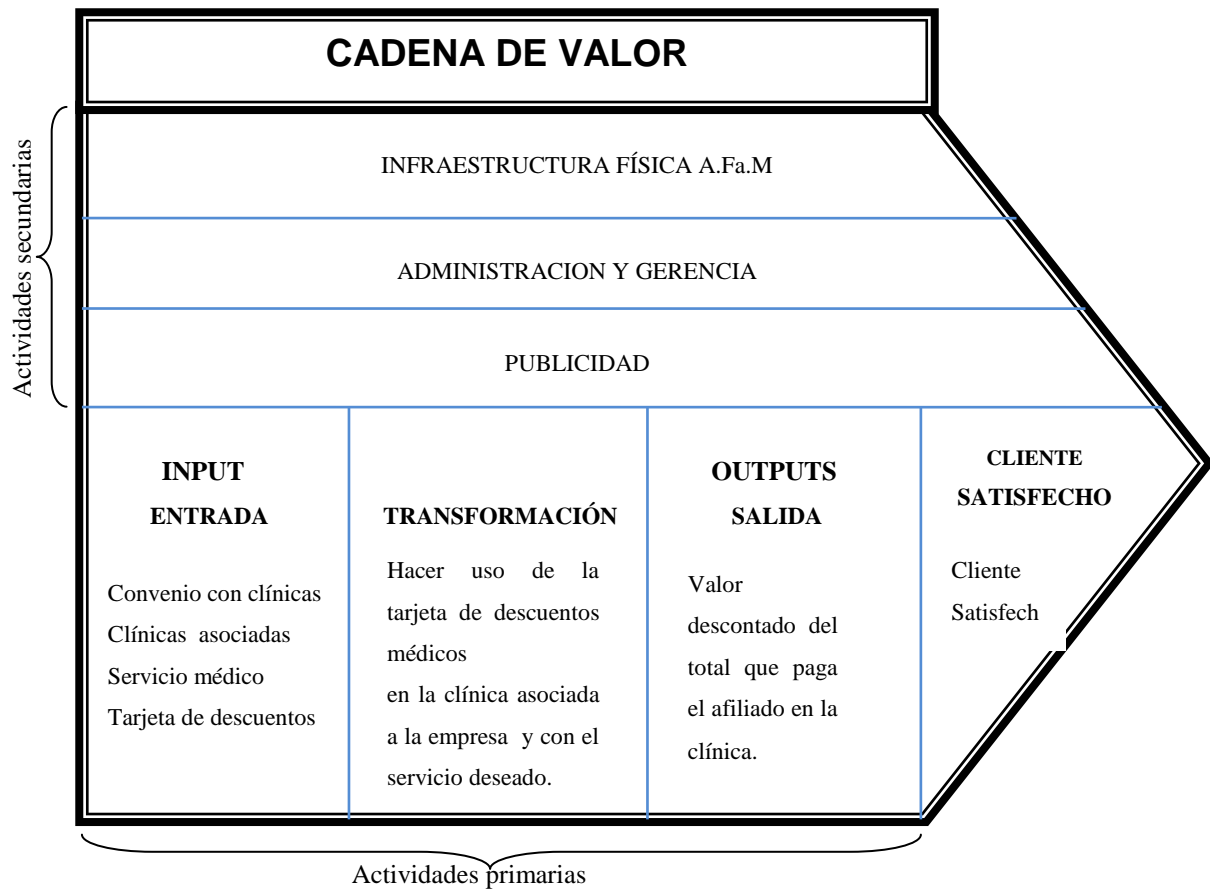 CADENA DE VALOR
Actividades secundarias
INFRAESTRUCTURA FÍSICA A.Fa.M
ADMINISTRACION Y GERENCIA
PUBLICIDAD
INPUT
ENTRADA
Convenio con clínicas
Clínicas asociadas
Servicio médico
Tarjeta de descuentos
TRANSFORMACIÓN
Hacer uso de la
tarjeta de descuentos
médicos
en la clínica asociada
a la empresa y con el
servicio deseado.
OUTPUTS
SALIDA
Valor
descontado del
total que paga
el afiliado en la
clínica.
CLIENTE
SATISFECHO
Cliente
Satisfech
Actividades primarias